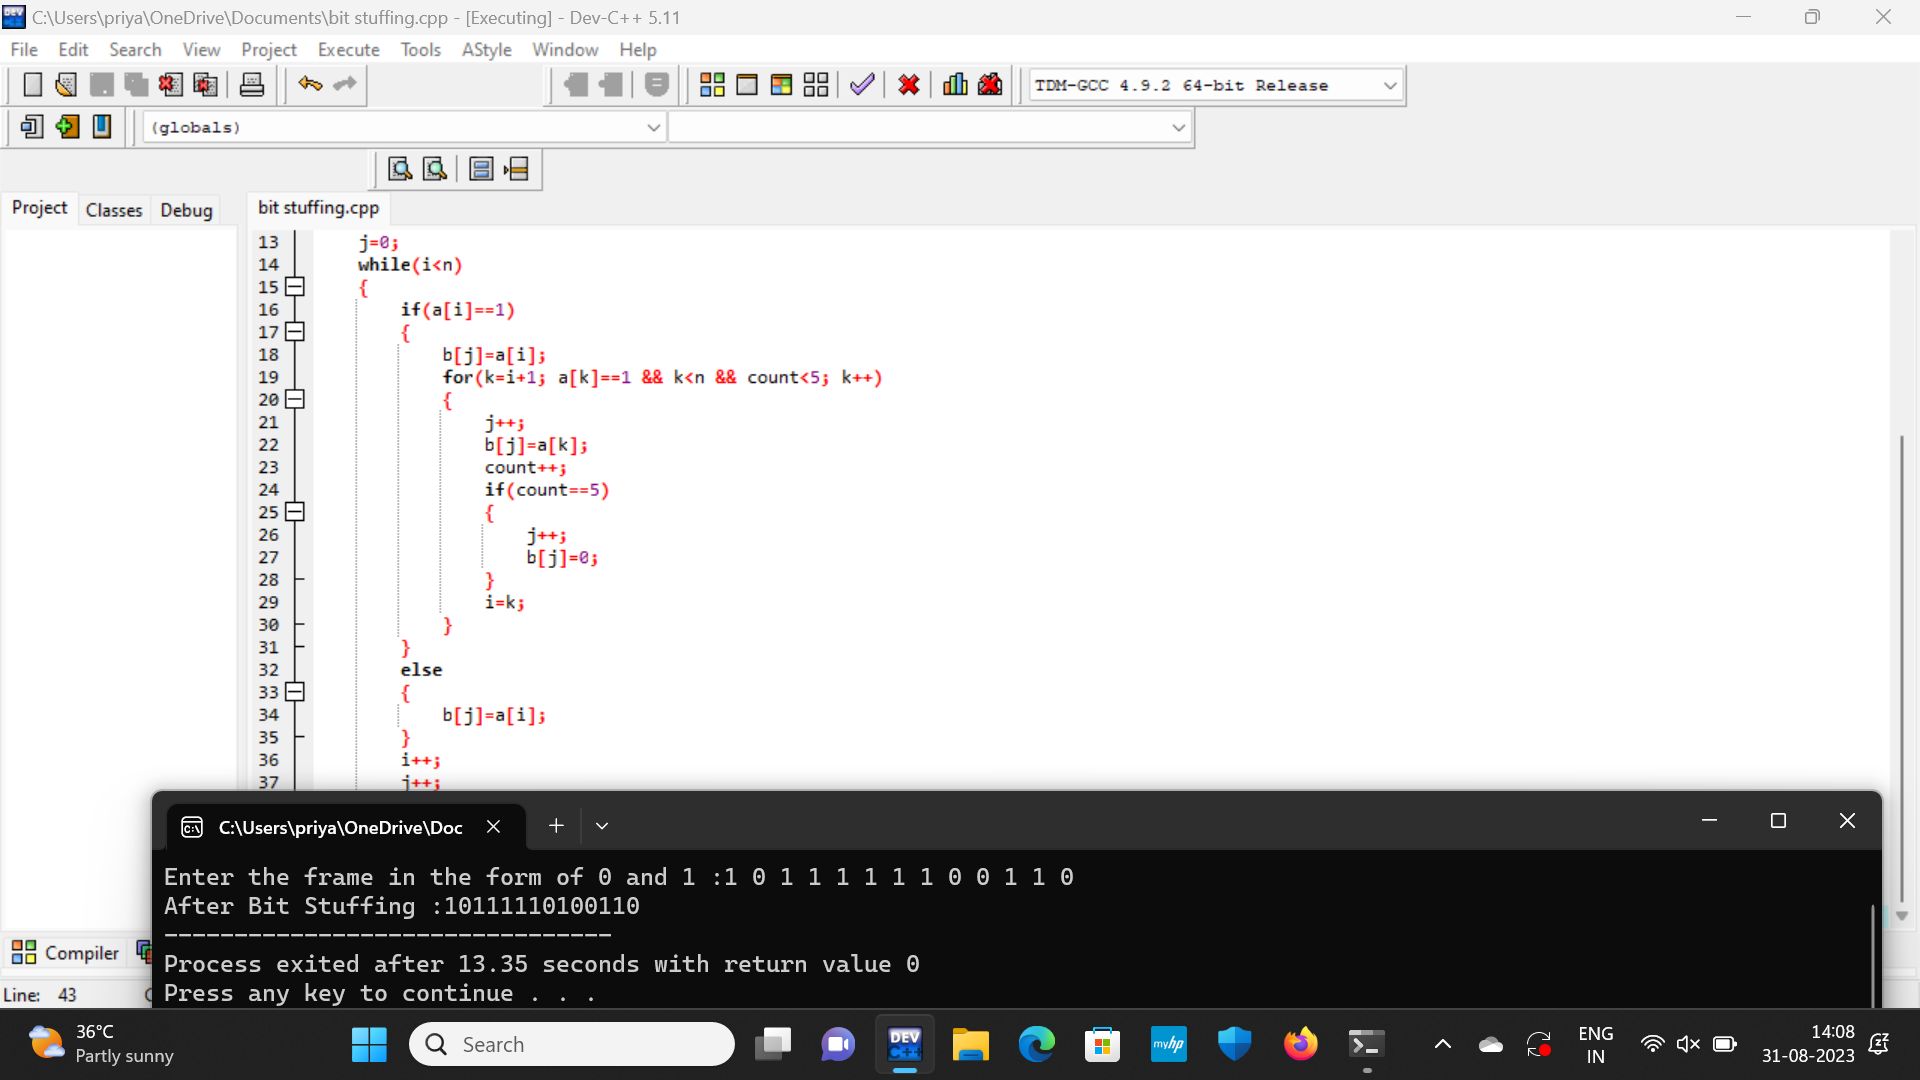 C:\Users\priya\OneDrive\Documents\bit stuffing.cpp - [Executing] - Dev-C++ 5.11
File Edit Search View Project Execute Tools AStyle Window Help
TDM-GCC 4.9.2 64-bit Release
(globals)
Project Classes Debug
bit stuffing.cpp
13 j=0;
14 while(i<n)
15 {
16 if(a[i]==1)
17 {
18 b[j]=a[i];
19 for(k=i+1; a[k]==1 && k<n && count<5; k++)
20 {
21 j++;
22 b[j]=a[k];
23 count++;
24 if(count==5)
25 {
26 j++;
27 b[j]=0;
28 }
29 i=k;
30 }
31 }
32 else
33 {
34 b[j]=a[i];
35 }
36 i++;
37 j++;
C:\Users\priya\OneDrive\Doc
Enter the frame in the form of 0 and 1 :1 0 1 1 1 1 1 1 0 0 1 1 0
After Bit Stuffing :10111110100110
--------------------------------
Process exited after 13.35 seconds with return value 0
Press any key to continue . . .
Compiler
Line: 43
36°C
Partly sunny
Search
DEV C++
myhp
ENG
IN
14:08
31-08-2023